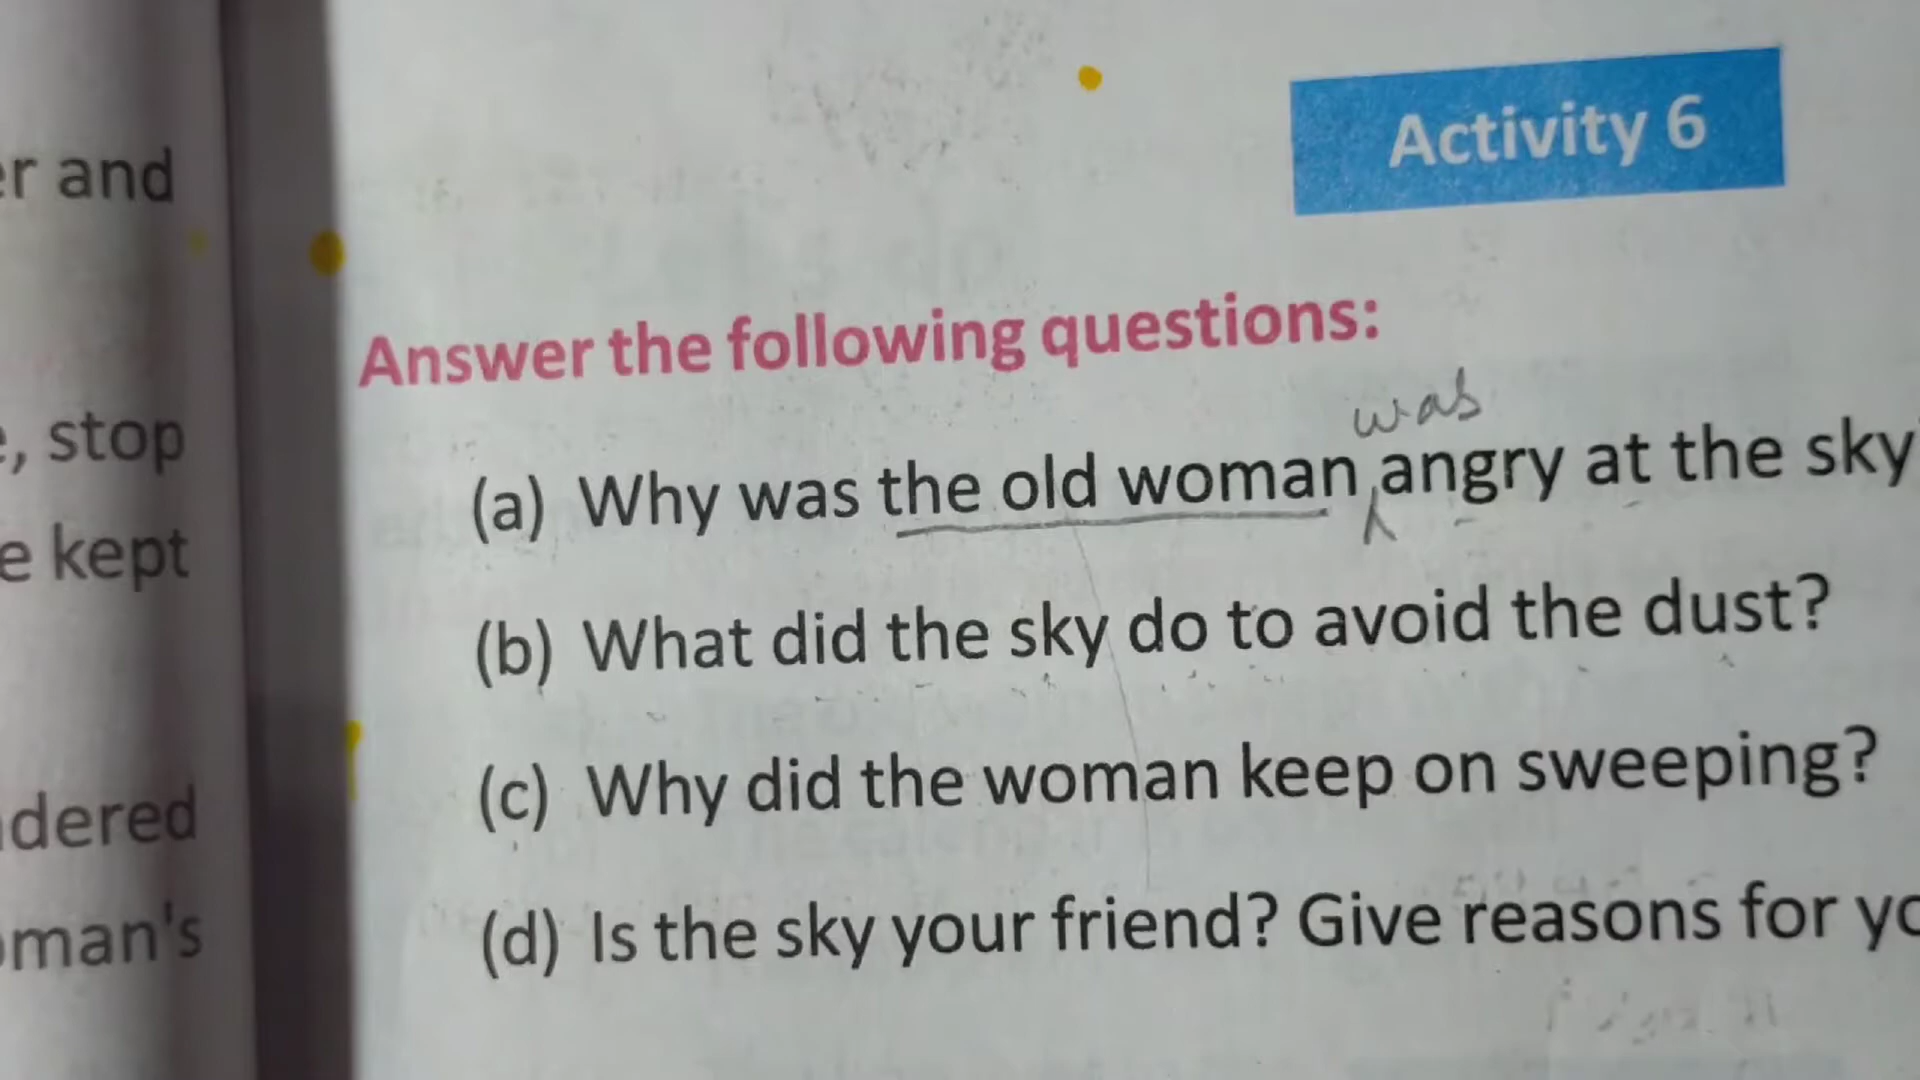 er and
, stop
e kept
dered
man's
Activity 6
Answer the following questions:
was
(a) Why was the old woman angry at the sky
(b) What did the sky do to avoid the dust?
(c) Why did the woman keep on sweeping?
(d) Is the sky your friend? Give reasons for yo